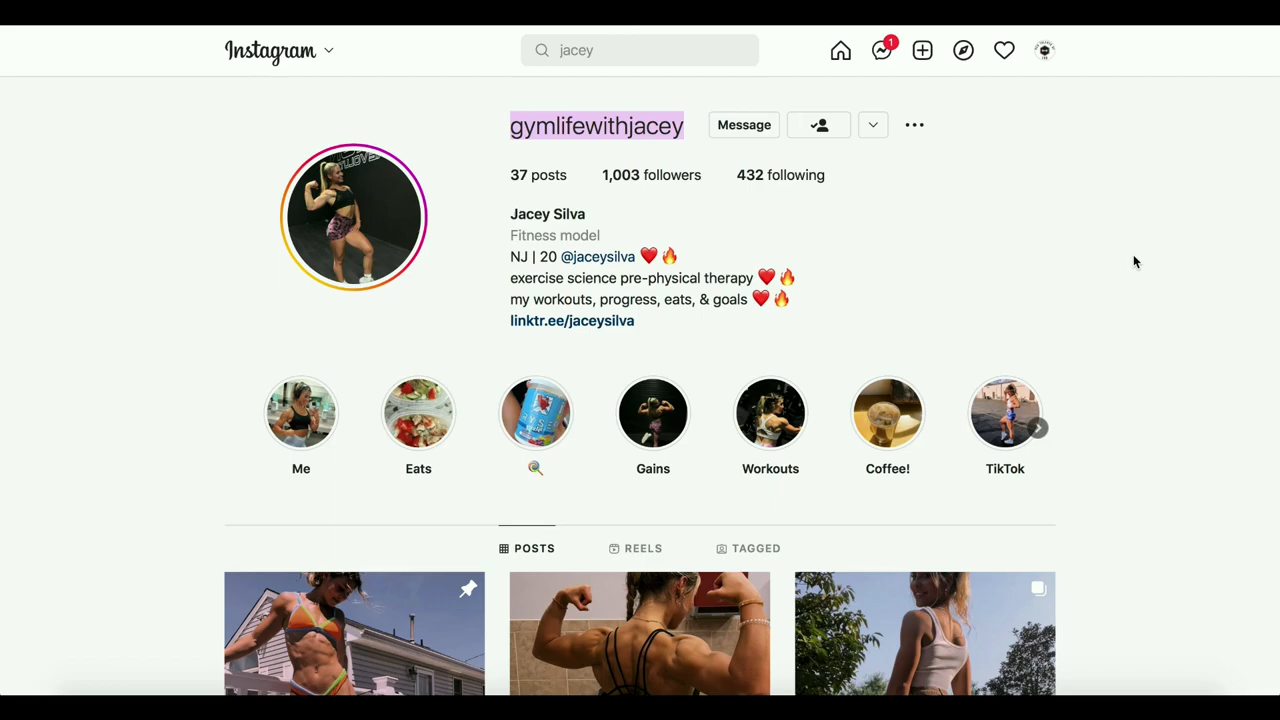 Instagram
jacey
1
gymlifewithjacey
Message
37 posts 1,003 followers 432 following
Jacey Silva
Fitness model
NJ | 20 @jaceysilva ❤️🔥
exercise science pre-physical therapy ❤️🔥
my workouts, progress, eats, & goals ❤️🔥
linktr.ee/jaceysilva
Me Eats 🍭 Gains Workouts Coffee! TikTok
POSTS REELS TAGGED